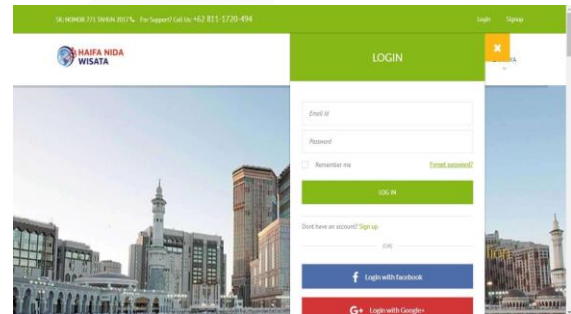 SK: NOMOR 771 TAHUN 2017 For Support? Call Us: +62 811-1720-494
Login Signup
HAIFA NIDA
WISATA
LOGIN
x
Email Id
Password
Remember me
Forget password?
LOG IN
Dont have an account? Sign up
(OR)
f Login with facebook
G+ Login with Google+